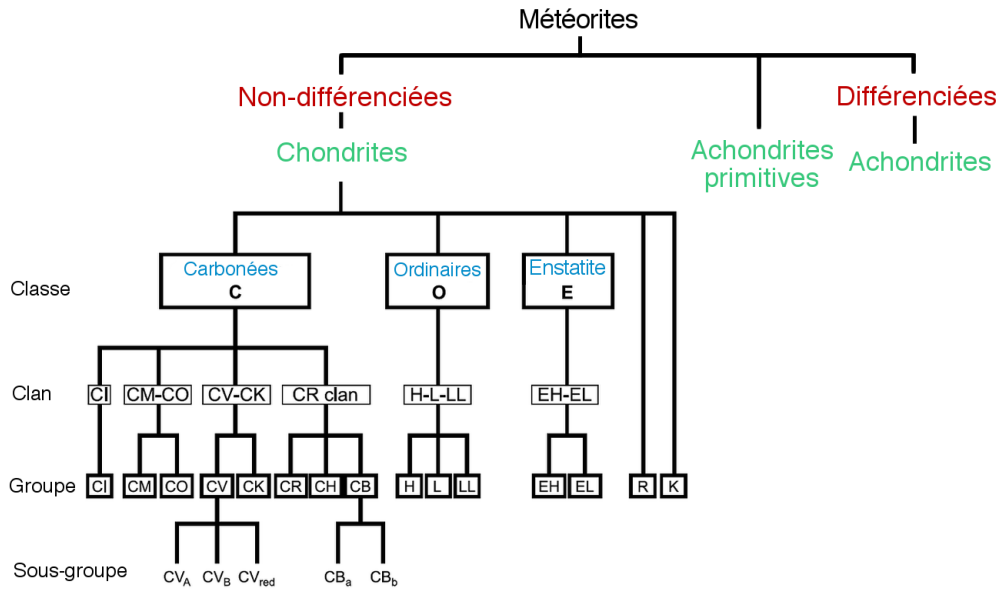 Météorites
Non-différenciées
Différenciées
Chondrites
Achondrites
primitives
Achondrites
Classe
Carbonées
C
Ordinaires
O
Enstatite
E
Clan
CI
CM-CO
CV-CK
CR clan
H-L-LL
EH-EL
Groupe
CI
CM
CO
CV
CK
CR
CH
CB
H
L
LL
EH
EL
R
K
Sous-groupe
CVA
CVB
CVred
CBa
CBb